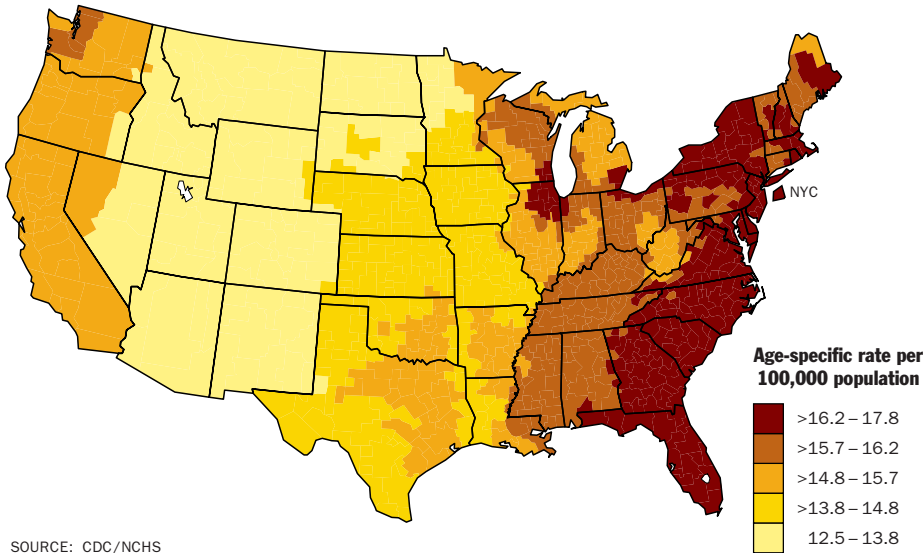 NYC
Age-specific rate per
100,000 population
>16.2 – 17.8
>15.7 – 16.2
>14.8 – 15.7
>13.8 – 14.8
12.5 – 13.8
SOURCE: CDC/NCHS